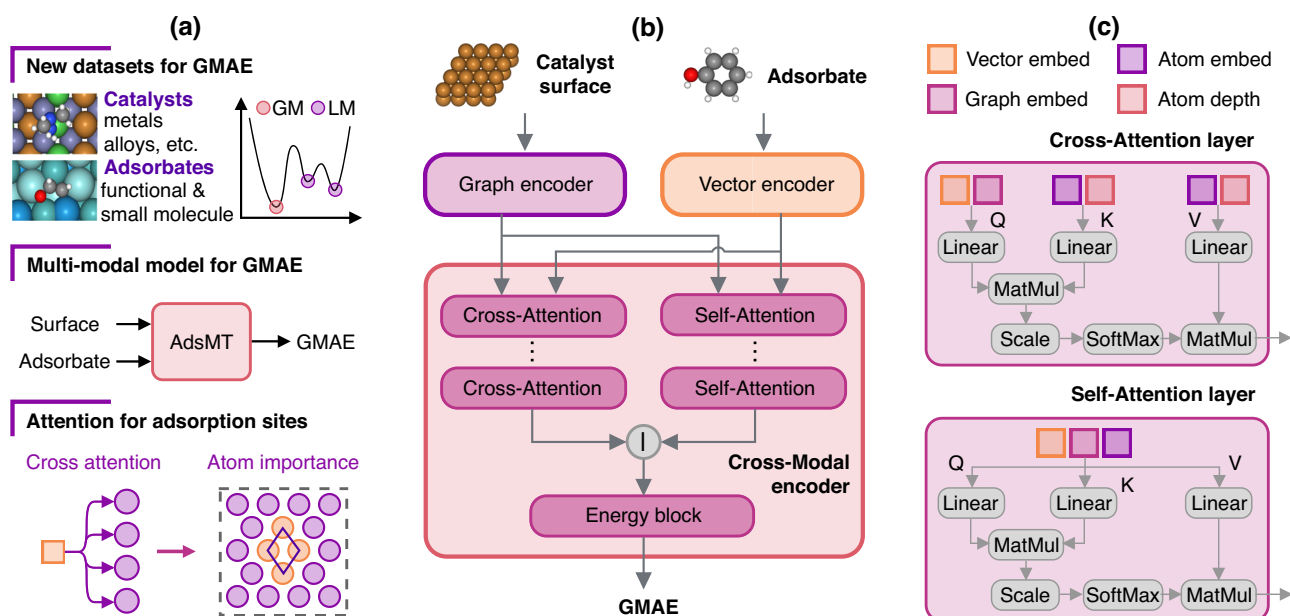 (a)
New datasets for GMAE
Catalysts
metals
alloys, etc.
Adsorbates
functional &
small molecule
GM
LM
Multi-modal model for GMAE
Surface
Adsorbate
AdsMT
GMAE
Attention for adsorption sites
Cross attention
Atom importance
(b)
Catalyst
surface
Adsorbate
Graph encoder
Vector encoder
Cross-Attention
Self-Attention
⋮
⋮
Cross-Attention
Self-Attention
|
Cross-Modal
encoder
Energy block
GMAE
(c)
Vector embed
Atom embed
Graph embed
Atom depth
Cross-Attention layer
Q
K
V
Linear
Linear
Linear
MatMul
Scale
SoftMax
MatMul
Self-Attention layer
Q
K
V
Linear
Linear
Linear
MatMul
Scale
SoftMax
MatMul